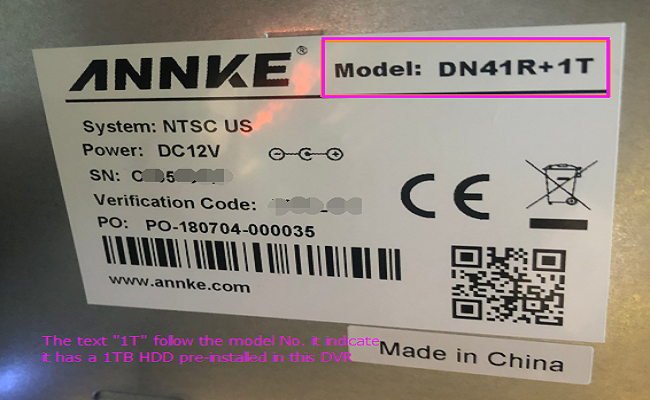 ANNKE®
Model: DN41R+1T
System: NTSC US
Power: DC12V
SN: C
Verification Code:
PO: PO-180704-000035
www.annke.com
CE
The text "1T" follow the model No. it indicate
it has a 1TB HDD pre-installed in this DVR
Made in China